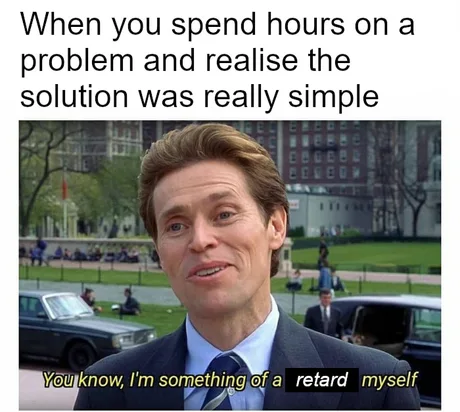 When you spend hours on a
problem and realise the
solution was really simple
You know, I'm something of a retard myself